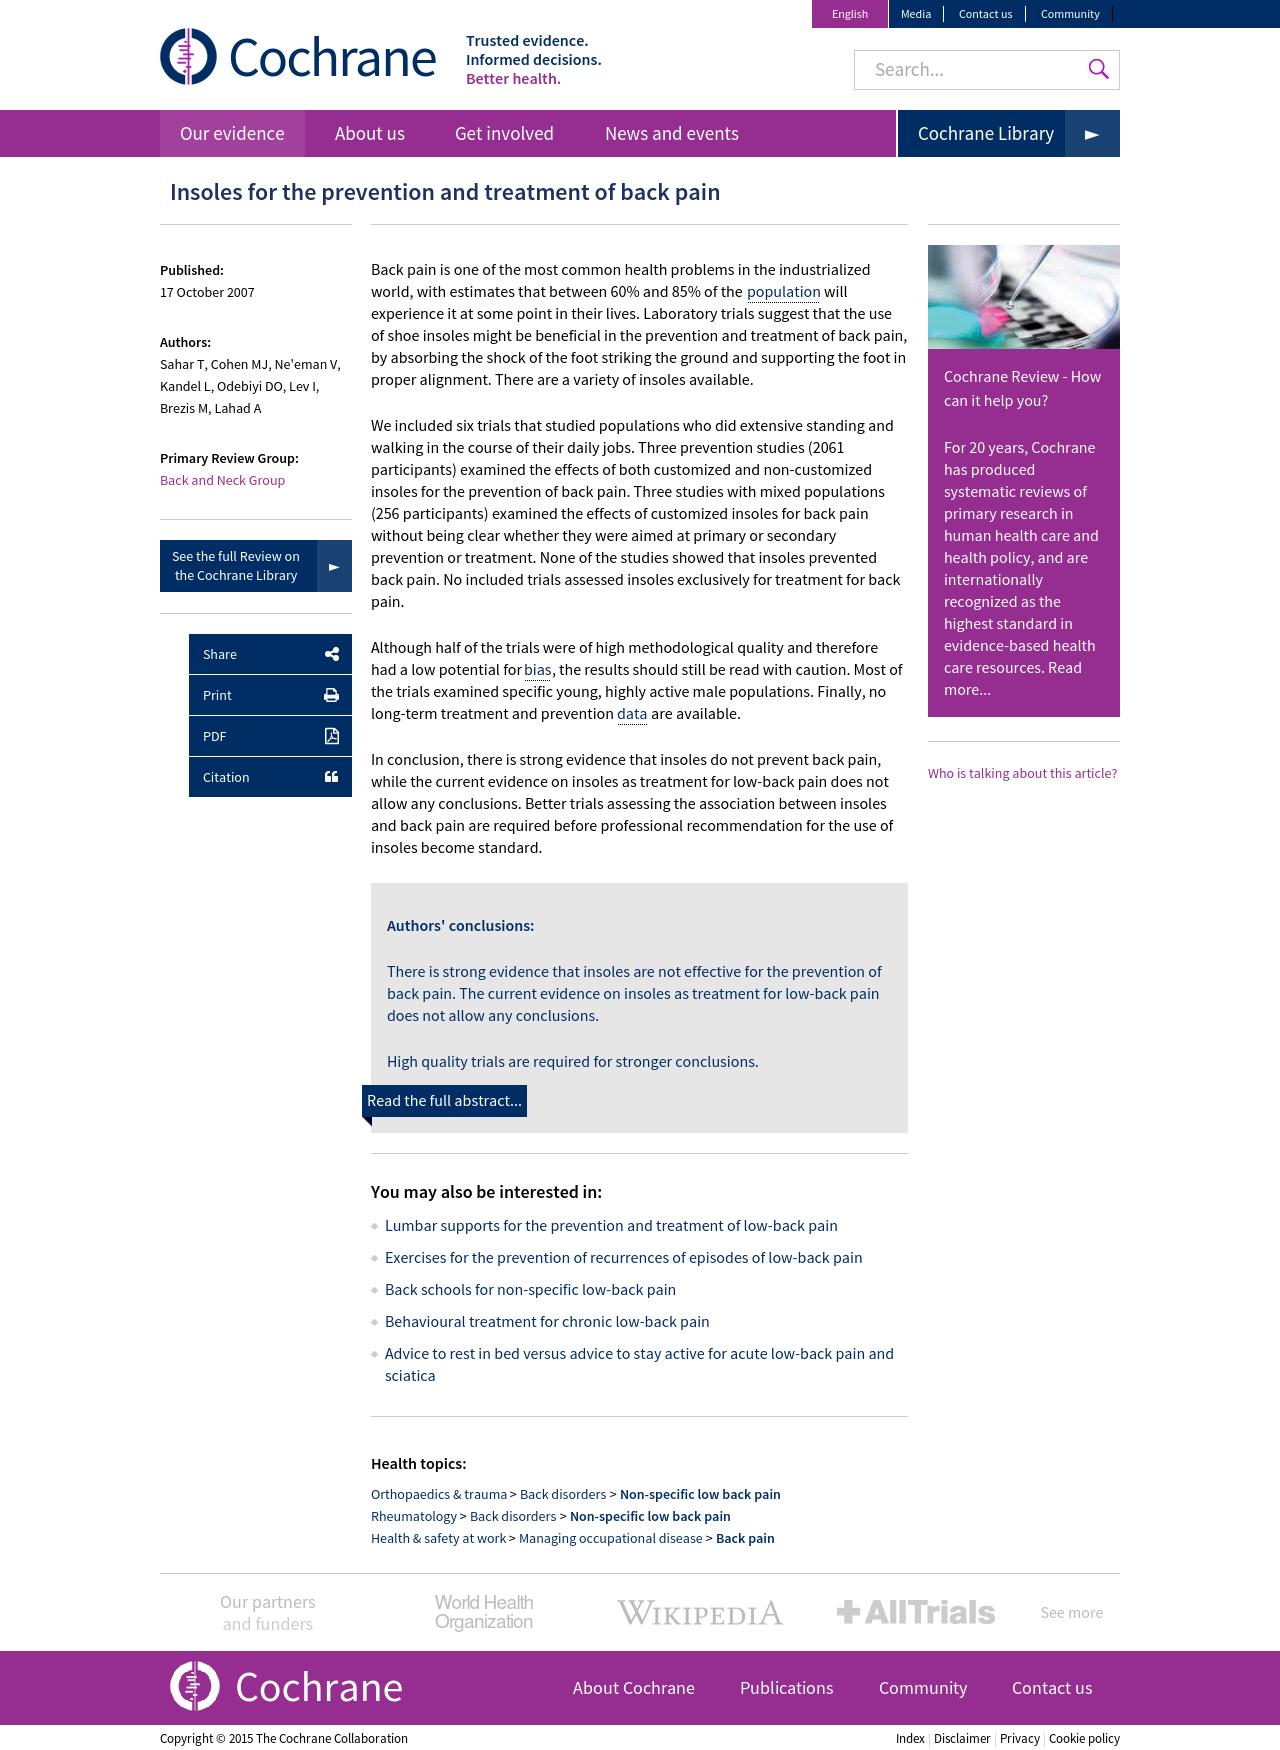 English
Media
Contact us
Community
Cochrane
Trusted evidence.
Informed decisions.
Better health.
Search...
Our evidence
About us
Get involved
News and events
Cochrane Library
Insoles for the prevention and treatment of back pain
Published:
17 October 2007
Authors:
Sahar T, Cohen MJ, Ne'eman V,
Kandel L, Odebiyi DO, Lev I,
Brezis M, Lahad A
Primary Review Group:
Back and Neck Group
See the full Review on
the Cochrane Library
Share
Print
PDF
Citation
Back pain is one of the most common health problems in the industrialized
world, with estimates that between 60% and 85% of the population will
experience it at some point in their lives. Laboratory trials suggest that the use
of shoe insoles might be beneficial in the prevention and treatment of back pain,
by absorbing the shock of the foot striking the ground and supporting the foot in
proper alignment. There are a variety of insoles available.
We included six trials that studied populations who did extensive standing and
walking in the course of their daily jobs. Three prevention studies (2061
participants) examined the effects of both customized and non-customized
insoles for the prevention of back pain. Three studies with mixed populations
(256 participants) examined the effects of customized insoles for back pain
without being clear whether they were aimed at primary or secondary
prevention or treatment. None of the studies showed that insoles prevented
back pain. No included trials assessed insoles exclusively for treatment for back
pain.
Although half of the trials were of high methodological quality and therefore
had a low potential for bias, the results should still be read with caution. Most of
the trials examined specific young, highly active male populations. Finally, no
long-term treatment and prevention data are available.
In conclusion, there is strong evidence that insoles do not prevent back pain,
while the current evidence on insoles as treatment for low-back pain does not
allow any conclusions. Better trials assessing the association between insoles
and back pain are required before professional recommendation for the use of
insoles become standard.
Authors' conclusions:
There is strong evidence that insoles are not effective for the prevention of
back pain. The current evidence on insoles as treatment for low-back pain
does not allow any conclusions.
High quality trials are required for stronger conclusions.
Read the full abstract...
You may also be interested in:
Lumbar supports for the prevention and treatment of low-back pain
Exercises for the prevention of recurrences of episodes of low-back pain
Back schools for non-specific low-back pain
Behavioural treatment for chronic low-back pain
Advice to rest in bed versus advice to stay active for acute low-back pain and
sciatica
Health topics:
Orthopaedics & trauma > Back disorders > Non-specific low back pain
Rheumatology > Back disorders > Non-specific low back pain
Health & safety at work > Managing occupational disease > Back pain
Cochrane Review - How
can it help you?
For 20 years, Cochrane
has produced
systematic reviews of
primary research in
human health care and
health policy, and are
internationally
recognized as the
highest standard in
evidence-based health
care resources. Read
more...
Who is talking about this article?
Our partners
and funders
World Health
Organization
WIKIPEDIA
AllTrials
See more
Cochrane
About Cochrane
Publications
Community
Contact us
Copyright © 2015 The Cochrane Collaboration
Index | Disclaimer | Privacy | Cookie policy